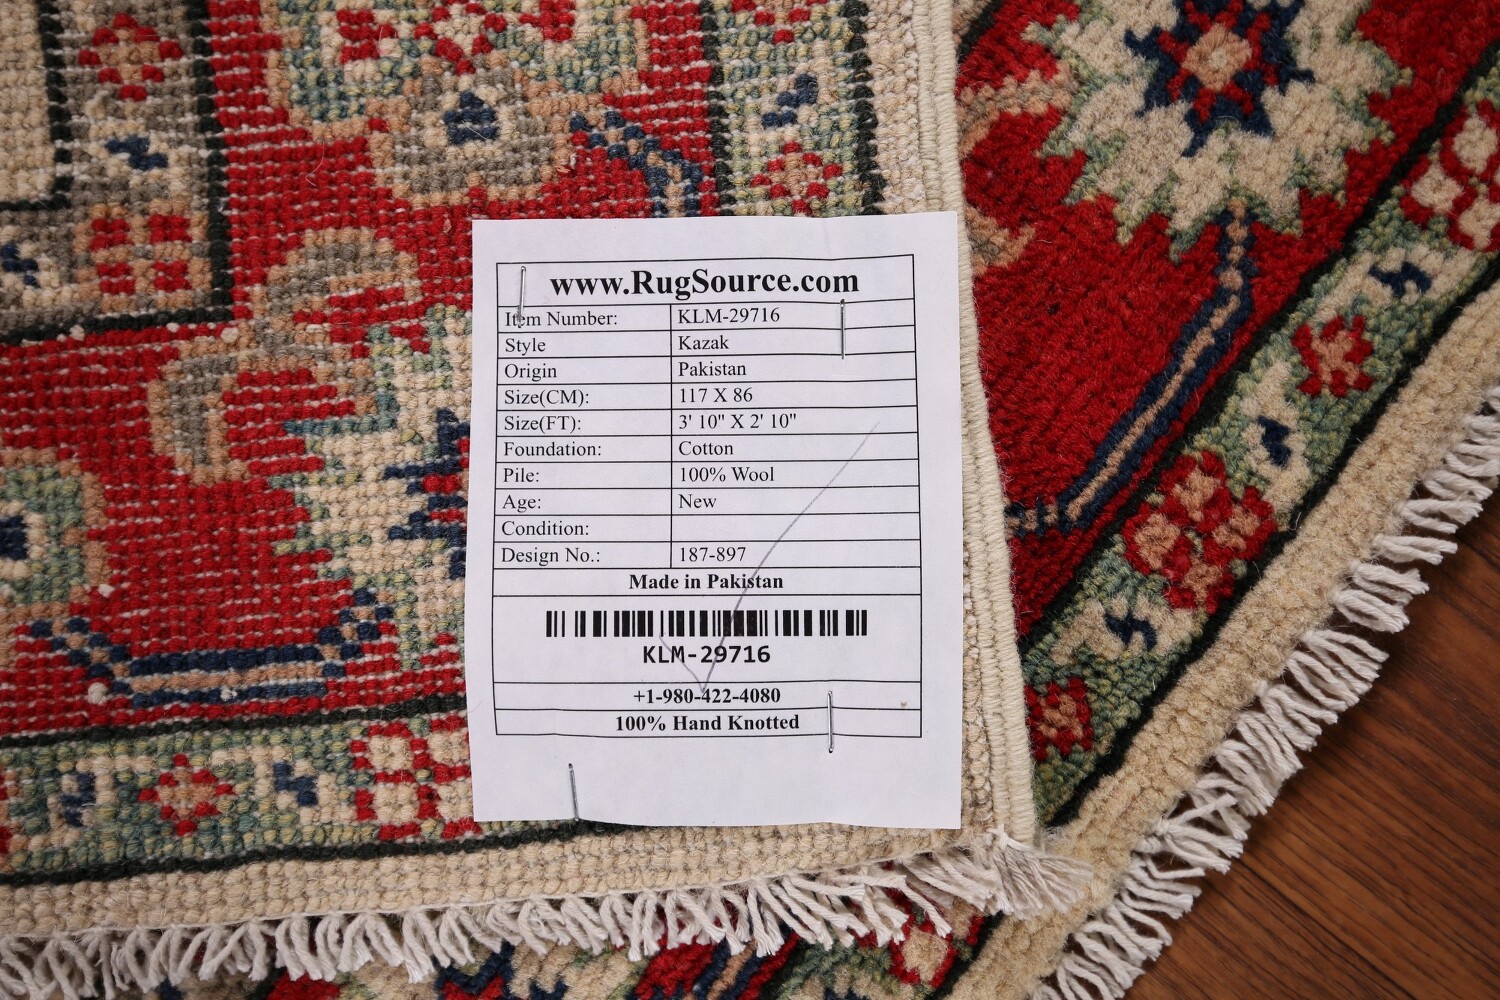 www.RugSource.com
Item Number: KLM-29716
Style Kazak
Origin Pakistan
Size(CM): 117 X 86
Size(FT): 3' 10" X 2' 10"
Foundation: Cotton
Pile: 100% Wool
Age: New
Condition:
Design No.: 187-897
Made in Pakistan
KLM-29716
+1-980-422-4080
100% Hand Knotted